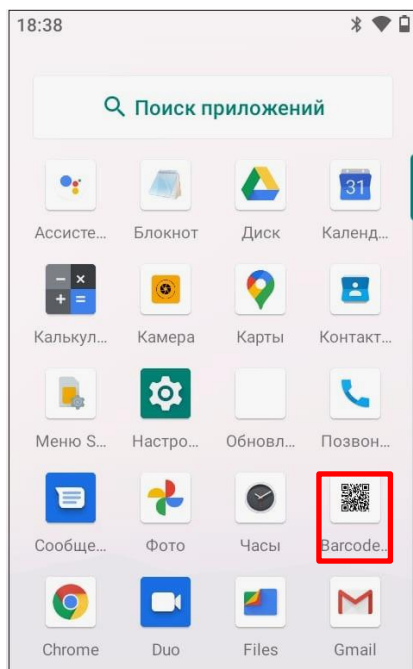 18:38
Поиск приложений
31
Ассисте... Блокнот Диск Календ...
Калькул... Камера Карты Контакт...
Меню S... Настро... Обновл... Позвон...
Сообще... Фото Часы Barcode...
Chrome Duo Files Gmail